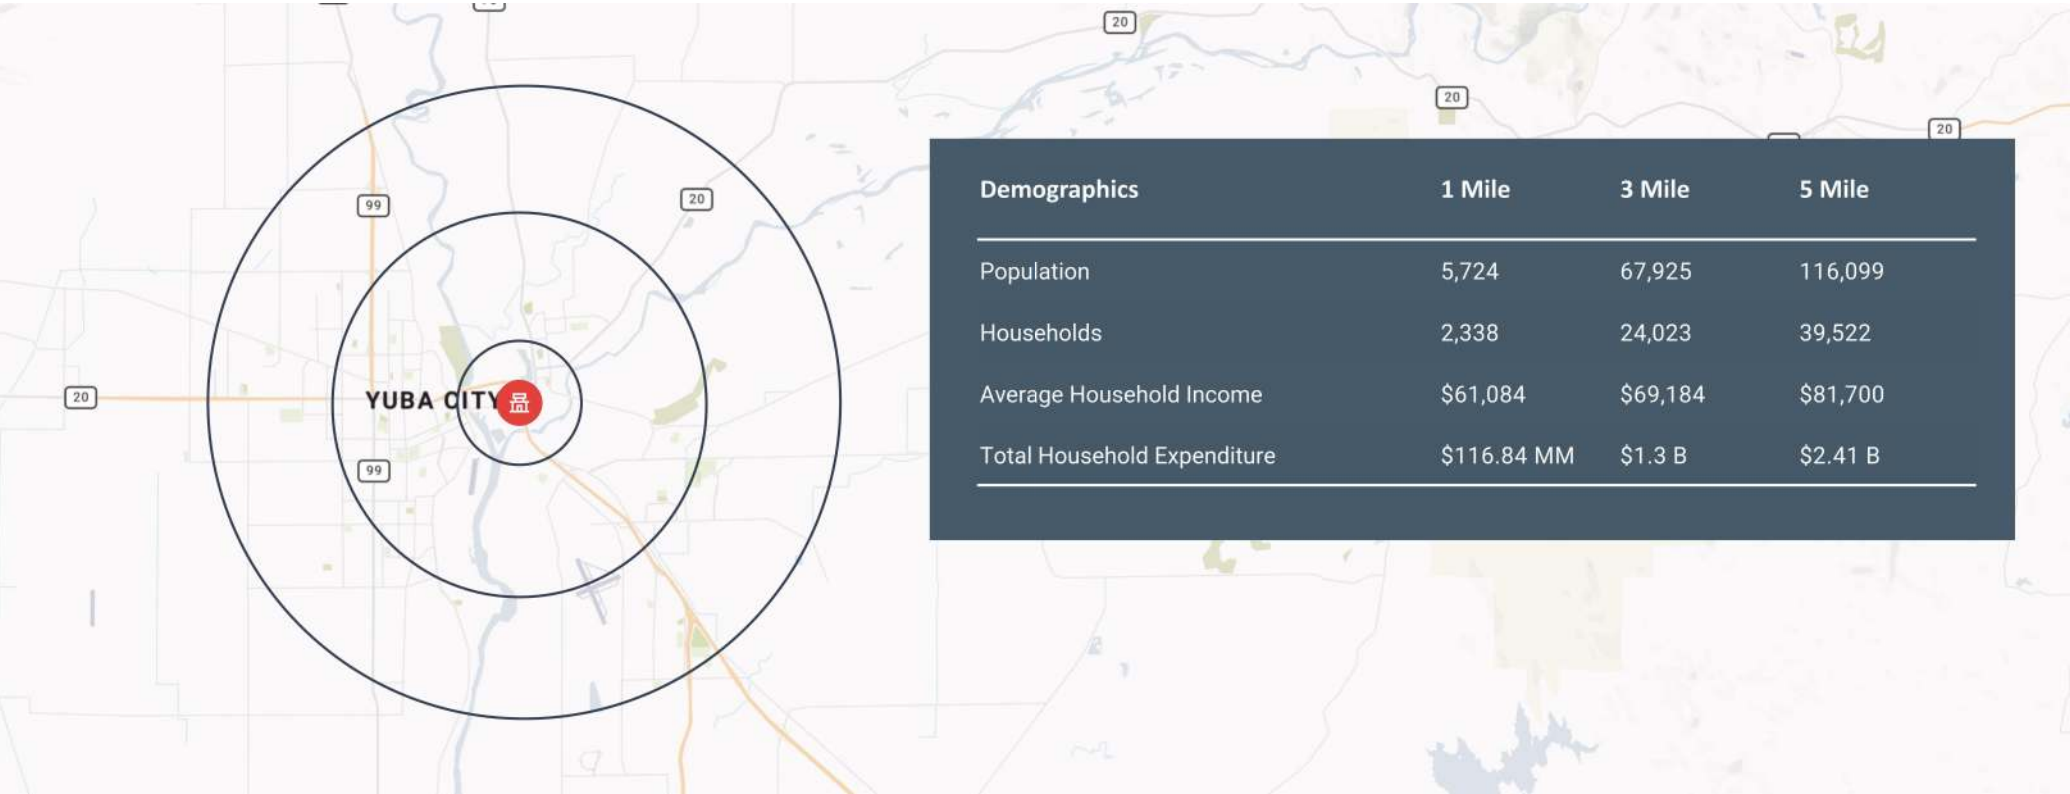 20
20
20
99
20
20
YUBA CITY
99
Demographics 1 Mile 3 Mile 5 Mile
Population 5,724 67,925 116,099
Households 2,338 24,023 39,522
Average Household Income $61,084 $69,184 $81,700
Total Household Expenditure $116.84 MM $1.3 B $2.41 B